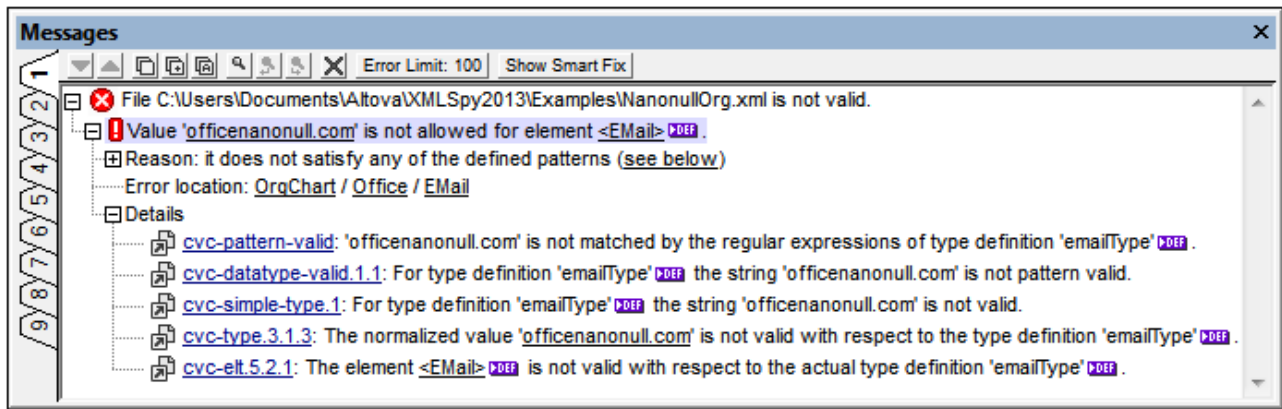 Messages
Error Limit: 100 Show Smart Fix
1
2
3
4
5
6
7
8
9
File C:\Users\Documents\Altova\XMLSpy2013\Examples\NanonullOrg.xml is not valid.
Value 'officenanonull.com' is not allowed for element <EMail> DEF .
Reason: it does not satisfy any of the defined patterns (see below)
Error location: OrgChart / Office / EMail
Details
cvc-pattern-valid: 'officenanonull.com' is not matched by the regular expressions of type definition 'emailType' DEF .
cvc-datatype-valid.1.1: For type definition 'emailType' DEF the string 'officenanonull.com' is not pattern valid.
cvc-simple-type.1: For type definition 'emailType' DEF the string 'officenanonull.com' is not valid.
cvc-type.3.1.3: The normalized value 'officenanonull.com' is not valid with respect to the type definition 'emailType' DEF .
cvc-elt.5.2.1: The element <EMail> DEF is not valid with respect to the actual type definition 'emailType' DEF .